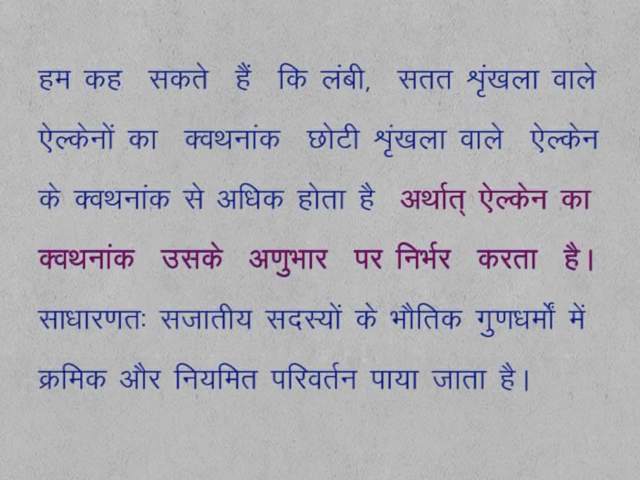 हम कह सकते हैं कि लंबी, सतत श्रृंखला वाले
ऐल्केनों का क्वथनांक छोटी श्रृंखला वाले ऐल्केन
के क्वथनांक से अधिक होता है अर्थात् ऐल्केन का
क्वथनांक उसके अणुभार पर निर्भर करता है।
साधारणतः सजातीय सदस्यों के भौतिक गुणधर्मों में
क्रमिक और नियमित परिवर्तन पाया जाता है।